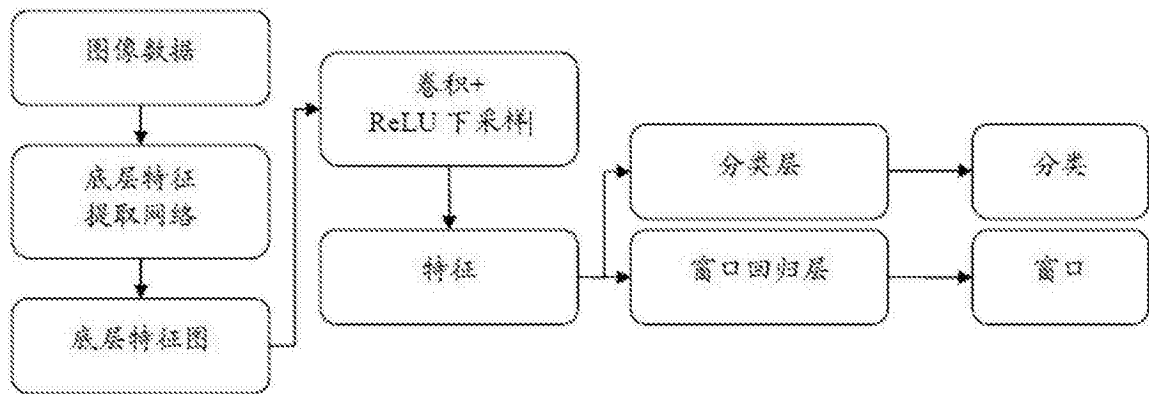 图像数据
底层特征
提取网络
底层特征图
卷积+
ReLU 下采样
特征
分类层
分类
窗口回归层
窗口